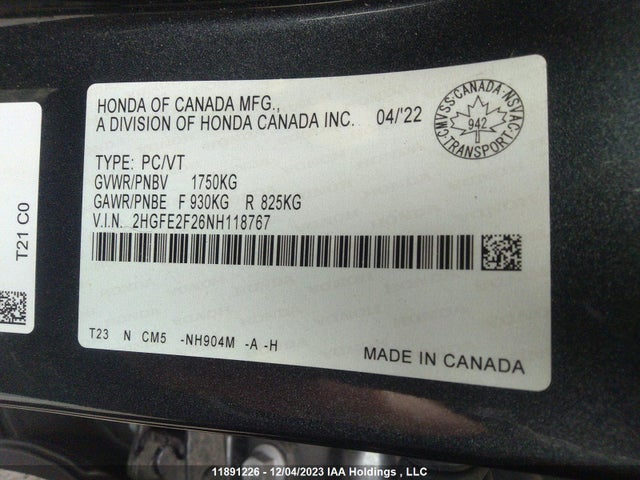 HONDA OF CANADA MFG.,
A DIVISION OF HONDA CANADA INC. 04/'22
CMVSS·CANADA·NSVAC
942
TRANSPORT
TYPE: PC/VT
GVWR/PNBV 1750KG
GAWR/PNBE F 930KG R 825KG
V.I.N. 2HGFE2F26NH118767
T21 C0
T23 N CM5 -NH904M -A -H
MADE IN CANADA
11891226 - 12/04/2023 IAA Holdings , LLC